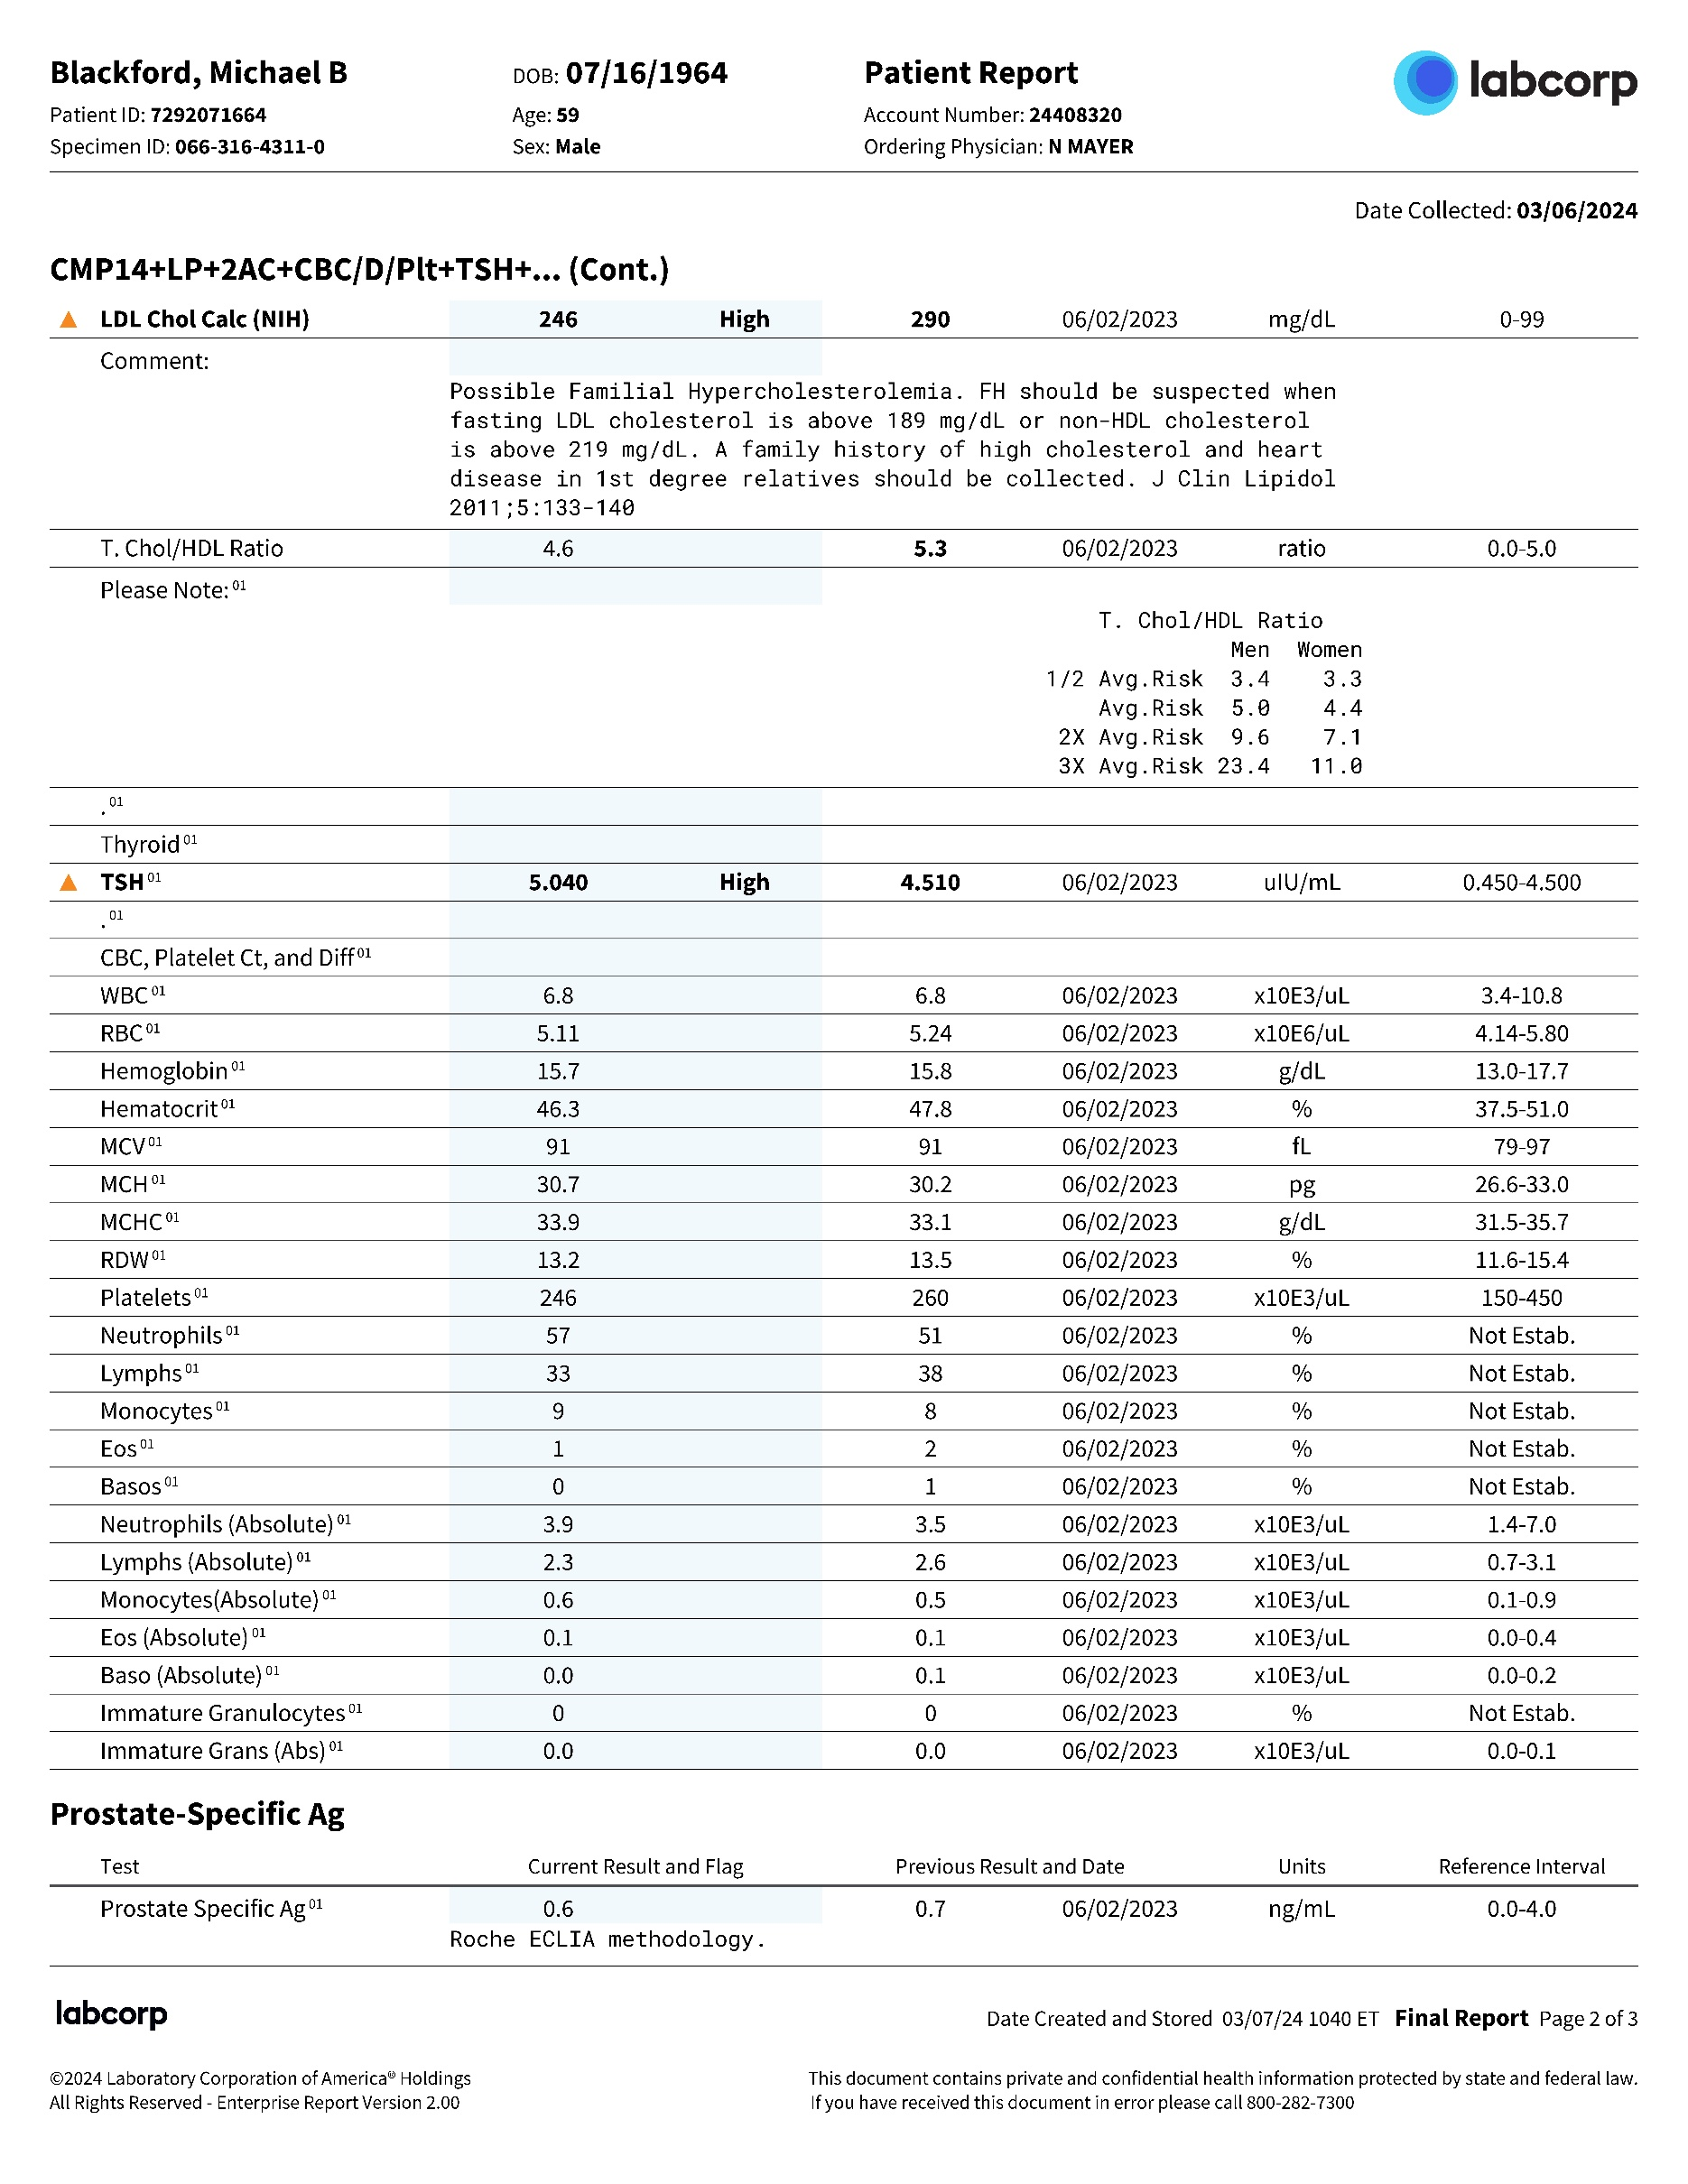 Blackford, Michael B DOB: 07/16/1964 Patient Report labcorp
Patient ID: 7292071664 Age: 59 Account Number: 24408320
Specimen ID: 066-316-4311-0 Sex: Male Ordering Physician: N MAYER
Date Collected: 03/06/2024
CMP14+LP+2AC+CBC/D/Plt+TSH+... (Cont.)
▲ LDL Chol Calc (NIH) 246 High 290 06/02/2023 mg/dL 0-99
Comment:
Possible Familial Hypercholesterolemia. FH should be suspected when
fasting LDL cholesterol is above 189 mg/dL or non-HDL cholesterol
is above 219 mg/dL. A family history of high cholesterol and heart
disease in 1st degree relatives should be collected. J Clin Lipidol
2011;5:133-140
T. Chol/HDL Ratio 4.6 5.3 06/02/2023 ratio 0.0-5.0
Please Note: 01
T. Chol/HDL Ratio
Men Women
1/2 Avg.Risk 3.4 3.3
Avg.Risk 5.0 4.4
2X Avg.Risk 9.6 7.1
3X Avg.Risk 23.4 11.0
. 01
Thyroid 01
▲ TSH 01 5.040 High 4.510 06/02/2023 uIU/mL 0.450-4.500
. 01
CBC, Platelet Ct, and Diff 01
WBC 01 6.8 6.8 06/02/2023 x10E3/uL 3.4-10.8
RBC 01 5.11 5.24 06/02/2023 x10E6/uL 4.14-5.80
Hemoglobin 01 15.7 15.8 06/02/2023 g/dL 13.0-17.7
Hematocrit 01 46.3 47.8 06/02/2023 % 37.5-51.0
MCV 01 91 91 06/02/2023 fL 79-97
MCH 01 30.7 30.2 06/02/2023 pg 26.6-33.0
MCHC 01 33.9 33.1 06/02/2023 g/dL 31.5-35.7
RDW 01 13.2 13.5 06/02/2023 % 11.6-15.4
Platelets 01 246 260 06/02/2023 x10E3/uL 150-450
Neutrophils 01 57 51 06/02/2023 % Not Estab.
Lymphs 01 33 38 06/02/2023 % Not Estab.
Monocytes 01 9 8 06/02/2023 % Not Estab.
Eos 01 1 2 06/02/2023 % Not Estab.
Basos 01 0 1 06/02/2023 % Not Estab.
Neutrophils (Absolute) 01 3.9 3.5 06/02/2023 x10E3/uL 1.4-7.0
Lymphs (Absolute) 01 2.3 2.6 06/02/2023 x10E3/uL 0.7-3.1
Monocytes(Absolute) 01 0.6 0.5 06/02/2023 x10E3/uL 0.1-0.9
Eos (Absolute) 01 0.1 0.1 06/02/2023 x10E3/uL 0.0-0.4
Baso (Absolute) 01 0.0 0.1 06/02/2023 x10E3/uL 0.0-0.2
Immature Granulocytes 01 0 0 06/02/2023 % Not Estab.
Immature Grans (Abs) 01 0.0 0.0 06/02/2023 x10E3/uL 0.0-0.1
Prostate-Specific Ag
Test Current Result and Flag Previous Result and Date Units Reference Interval
Prostate Specific Ag 01 0.6 0.7 06/02/2023 ng/mL 0.0-4.0
Roche ECLIA methodology.
labcorp
Date Created and Stored 03/07/24 1040 ET Final Report Page 2 of 3
©2024 Laboratory Corporation of America® Holdings This document contains private and confidential health information protected by state and federal law.
All Rights Reserved - Enterprise Report Version 2.00 If you have received this document in error please call 800-282-7300